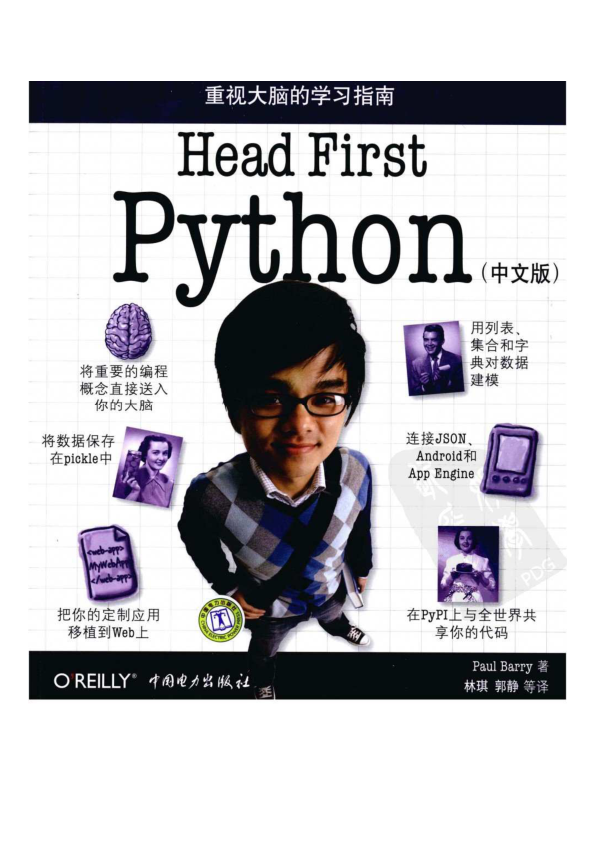 重视大脑的学习指南
Head First
Python
(中文版)
将重要的编程
概念直接送入
你的大脑
用列表、
集合和字
典对数据
建模
将数据保存
在pickle中
连接JSON、
Android和
App Engine
<web-app>
MyWebApp
</web-app>
把你的定制应用
移植到Web上
在PyPI上与全世界共
享你的代码
PDG
Paul Barry 著
林琪 郭静 等译
O'REILLY®
中国电力出版社